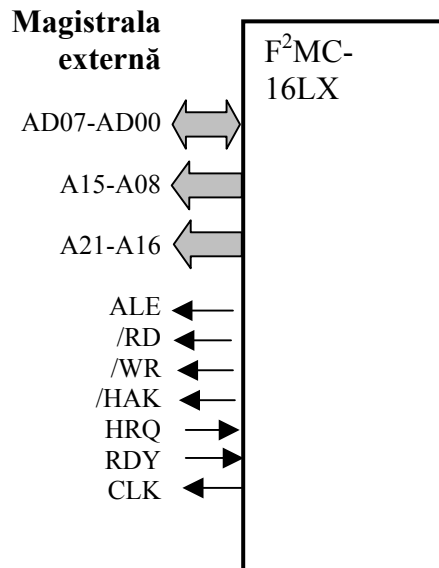 Magistrala
externă
F²MC-
16LX
AD07-AD00
A15-A08
A21-A16
ALE
/RD
/WR
/HAK
HRQ
RDY
CLK